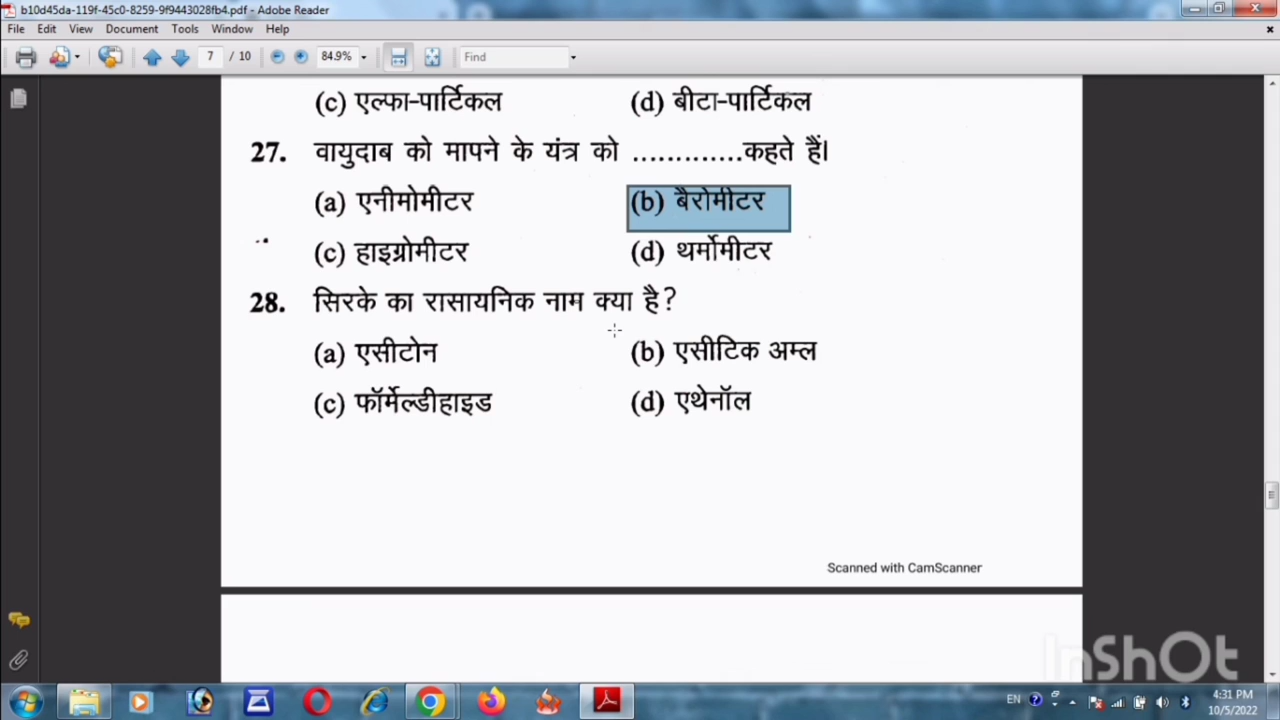 b10d45da-119f-45c0-8259-9f9443028fb4.pdf - Adobe Reader
File Edit View Document Tools Window Help
7 / 10 84.9% Find
(c) एल्फा-पार्टिकल (d) बीटा-पार्टिकल
27. वायुदाब को मापने के यंत्र को .............कहते हैं।
(a) एनीमोमीटर (b) बैरोमीटर
(c) हाइग्रोमीटर (d) थर्मोमीटर
28. सिरके का रासायनिक नाम क्या है?
(a) एसीटोन (b) एसीटिक अम्ल
(c) फॉर्मेल्डीहाइड (d) एथेनॉल
Scanned with CamScanner
InShOt
EN 4:31 PM
10/5/2022